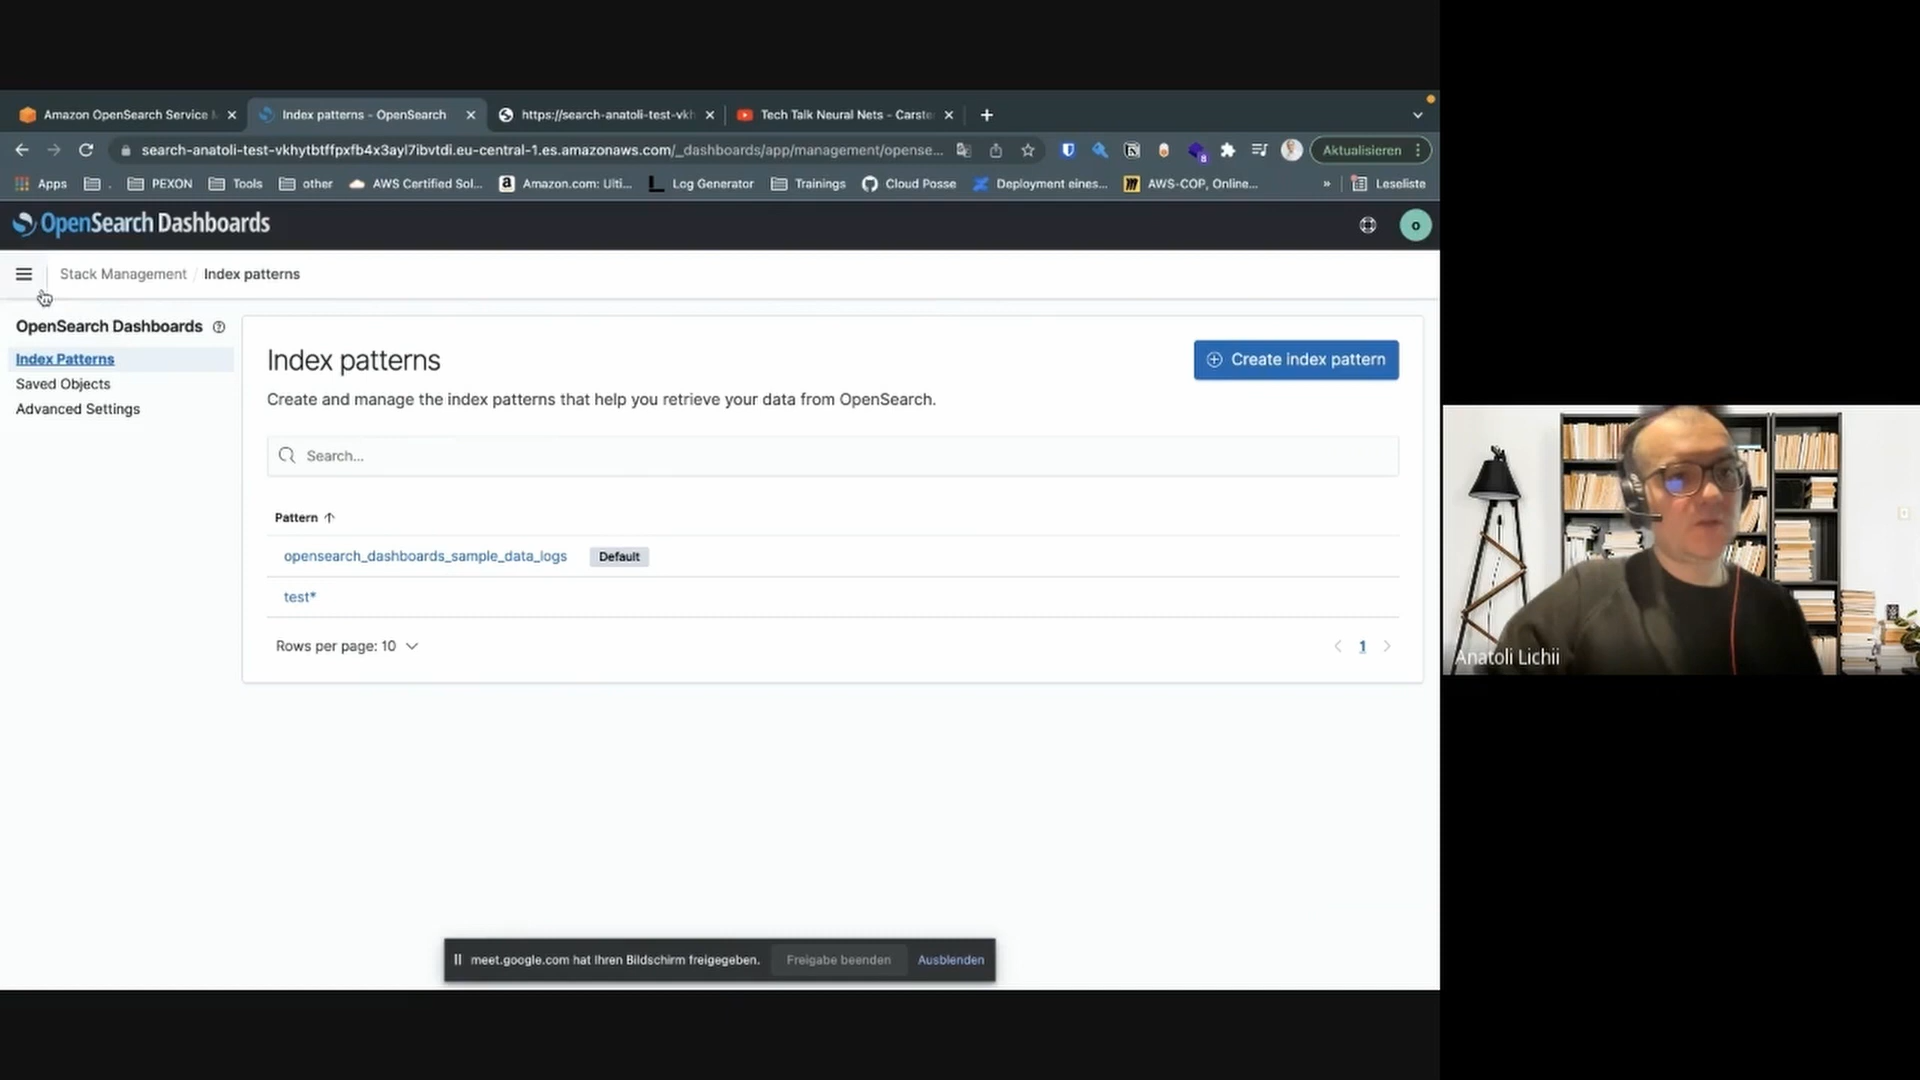 Amazon OpenSearch Service
Index patterns - OpenSearch
https://search-anatoli-test-vkh
Tech Talk Neural Nets - Carste
search-anatoli-test-vkhytbtffpxfb4x3ayl7ibvtdi.eu-central-1.es.amazonaws.com/_dashboards/app/management/opense...
8
Aktualisieren
Apps
.
PEXON
Tools
other
AWS Certified Sol...
Amazon.com: Ulti...
Log Generator
Trainings
Cloud Posse
Deployment eines...
AWS-COP, Online...
»
Leseliste
OpenSearch Dashboards
o
Stack Management / Index patterns
OpenSearch Dashboards
Index Patterns
Saved Objects
Advanced Settings
Index patterns
Create index pattern
Create and manage the index patterns that help you retrieve your data from OpenSearch.
Search...
Pattern
opensearch_dashboards_sample_data_logs Default
test*
Rows per page: 10
1
Anatoli Lichii
meet.google.com hat Ihren Bildschirm freigegeben. Freigabe beenden Ausblenden